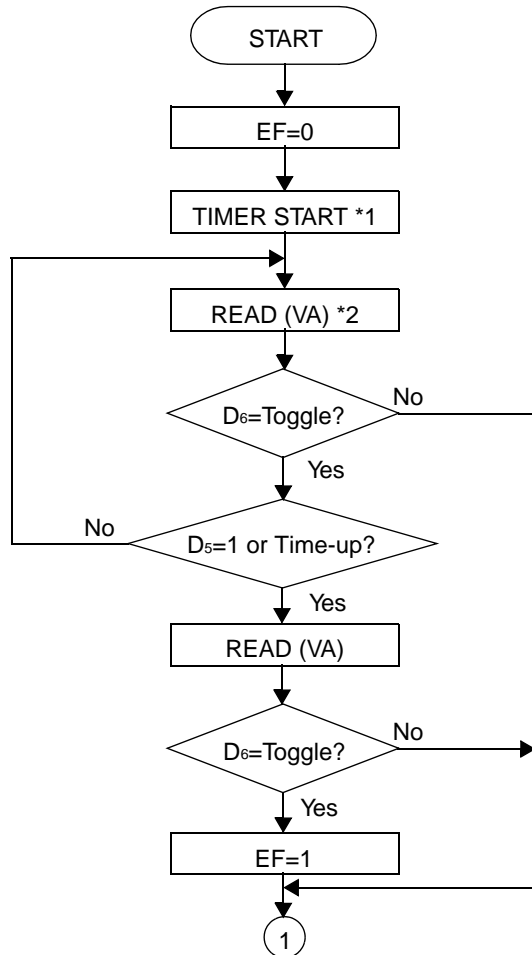 START
EF=0
TIMER START *1
READ (VA) *2
No
D₆=Toggle?
Yes
No
D₅=1 or Time-up?
Yes
READ (VA)
No
D₆=Toggle?
Yes
EF=1
1